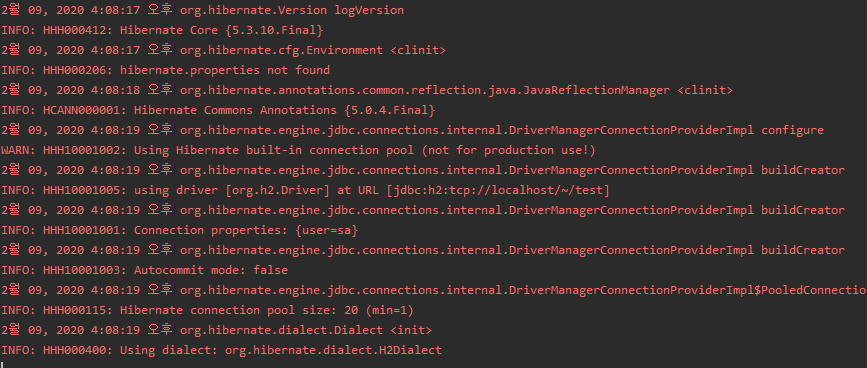 2월 09, 2020 4:08:17 오후 org.hibernate.Version logVersion
INFO: HHH000412: Hibernate Core {5.3.10.Final}
2월 09, 2020 4:08:17 오후 org.hibernate.cfg.Environment <clinit>
INFO: HHH000206: hibernate.properties not found
2월 09, 2020 4:08:18 오후 org.hibernate.annotations.common.reflection.java.JavaReflectionManager <clinit>
INFO: HCANN000001: Hibernate Commons Annotations {5.0.4.Final}
2월 09, 2020 4:08:19 오후 org.hibernate.engine.jdbc.connections.internal.DriverManagerConnectionProviderImpl configure
WARN: HHH10001002: Using Hibernate built-in connection pool (not for production use!)
2월 09, 2020 4:08:19 오후 org.hibernate.engine.jdbc.connections.internal.DriverManagerConnectionProviderImpl buildCreator
INFO: HHH10001005: using driver [org.h2.Driver] at URL [jdbc:h2:tcp://localhost/~/test]
2월 09, 2020 4:08:19 오후 org.hibernate.engine.jdbc.connections.internal.DriverManagerConnectionProviderImpl buildCreator
INFO: HHH10001001: Connection properties: {user=sa}
2월 09, 2020 4:08:19 오후 org.hibernate.engine.jdbc.connections.internal.DriverManagerConnectionProviderImpl buildCreator
INFO: HHH10001003: Autocommit mode: false
2월 09, 2020 4:08:19 오후 org.hibernate.engine.jdbc.connections.internal.DriverManagerConnectionProviderImpl$PooledConnectio
INFO: HHH000115: Hibernate connection pool size: 20 (min=1)
2월 09, 2020 4:08:19 오후 org.hibernate.dialect.Dialect <init>
INFO: HHH000400: Using dialect: org.hibernate.dialect.H2Dialect